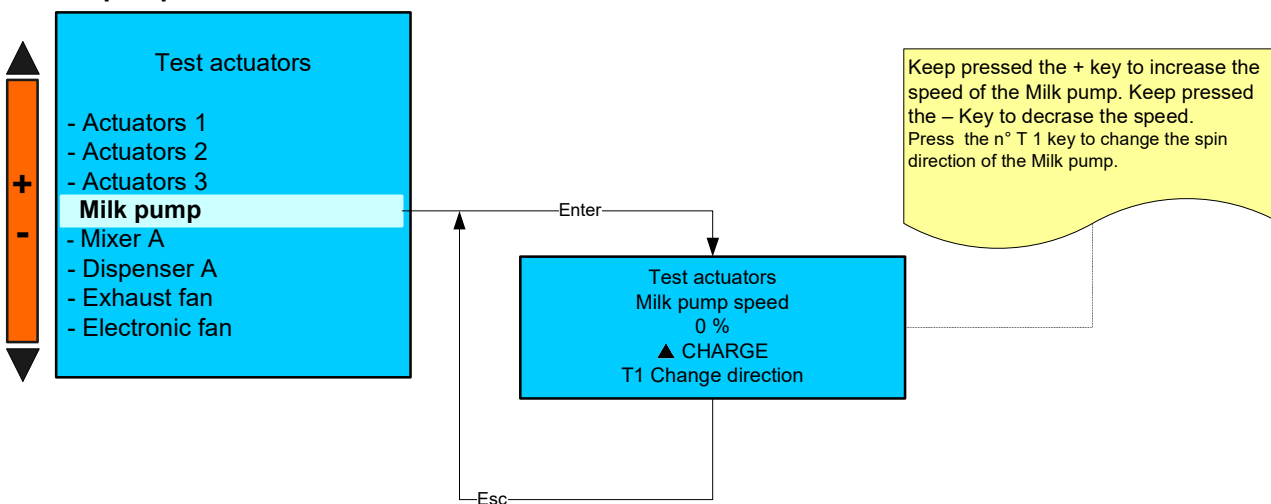 Test actuators
- Actuators 1
- Actuators 2
- Actuators 3
Milk pump
- Mixer A
- Dispenser A
- Exhaust fan
- Electronic fan
+
-
Enter
Test actuators
Milk pump speed
0 %
▲ CHARGE
T1 Change direction
Esc
Keep pressed the + key to increase the
speed of the Milk pump. Keep pressed
the – Key to decrase the speed.
Press the n° T 1 key to change the spin
direction of the Milk pump.